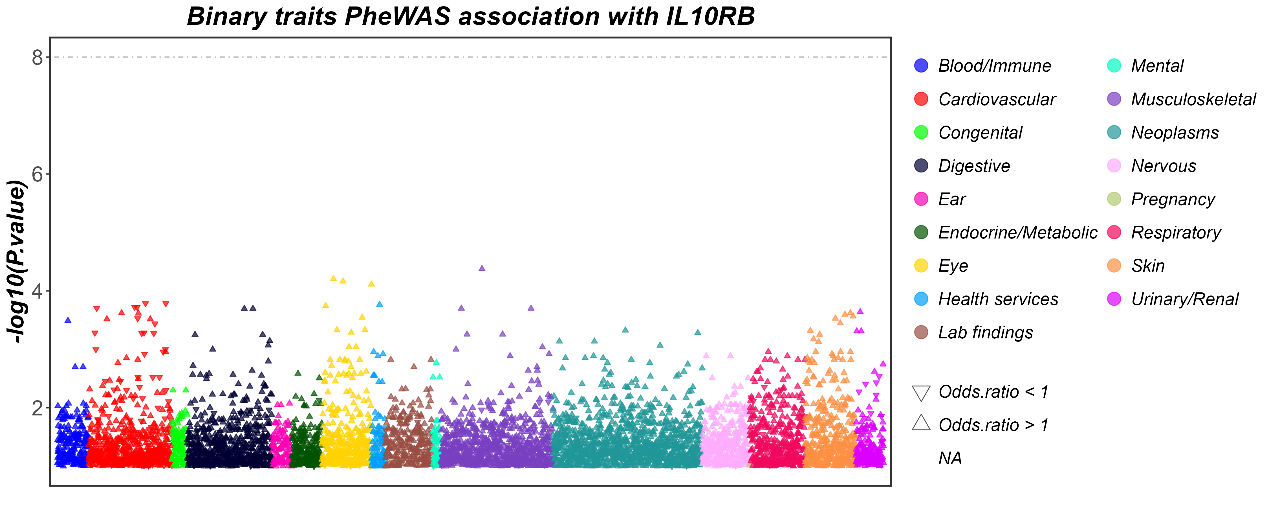 Binary traits PheWAS association with IL10RB
-log10(P.value)
8
6
4
2
Blood/Immune
Cardiovascular
Congenital
Digestive
Ear
Endocrine/Metabolic
Eye
Health services
Lab findings
Mental
Musculoskeletal
Neoplasms
Nervous
Pregnancy
Respiratory
Skin
Urinary/Renal
Odds.ratio < 1
Odds.ratio > 1
NA